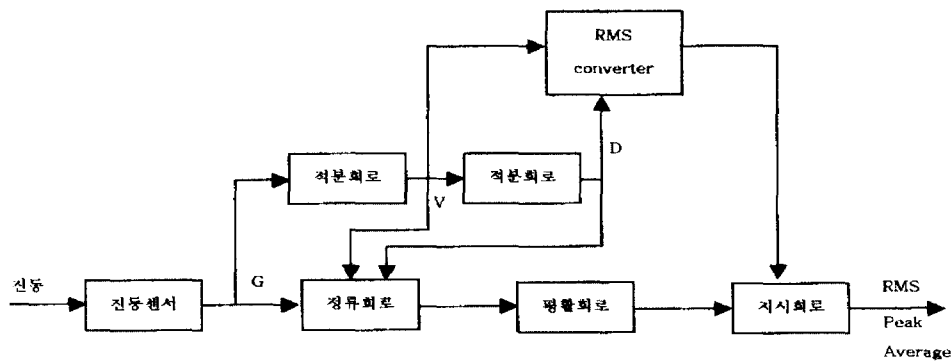 RMS
converter
D
적분회로
적분회로
V
진동
G
RMS
진동센서
정류회로
평활회로
지시회로
Peak
Average